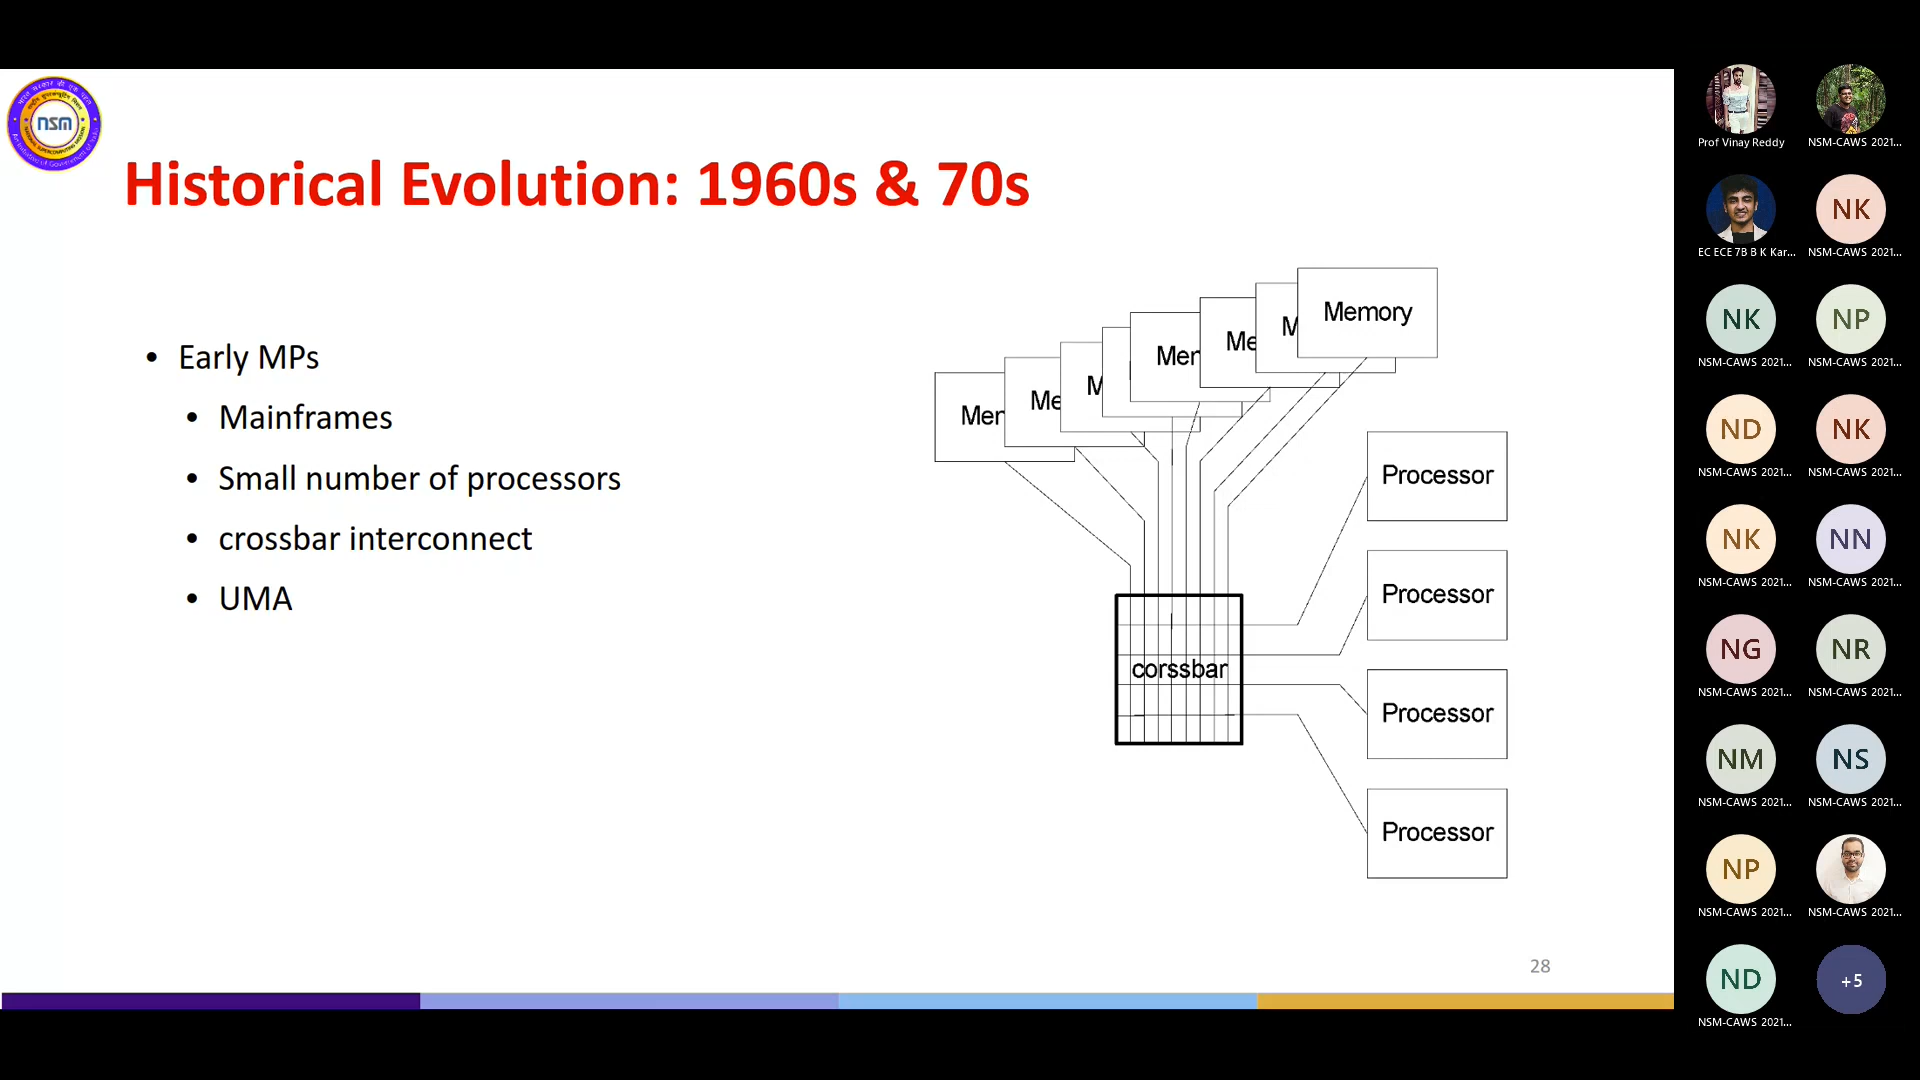 nsm
Historical Evolution: 1960s & 70s
• Early MPs
• Mainframes
• Small number of processors
• crossbar interconnect
• UMA
Memory
Me
M
Me
Men
M
Me
Men
Processor
Processor
corssbar
Processor
Processor
28
Prof Vinay Reddy
NSM-CAWS 2021...
EC ECE 7B B K Kar...
NK
NSM-CAWS 2021...
NK
NSM-CAWS 2021...
NP
NSM-CAWS 2021...
ND
NSM-CAWS 2021...
NK
NSM-CAWS 2021...
NK
NSM-CAWS 2021...
NN
NSM-CAWS 2021...
NG
NSM-CAWS 2021...
NR
NSM-CAWS 2021...
NM
NSM-CAWS 2021...
NS
NSM-CAWS 2021...
NP
NSM-CAWS 2021...
NSM-CAWS 2021...
ND
NSM-CAWS 2021...
+5